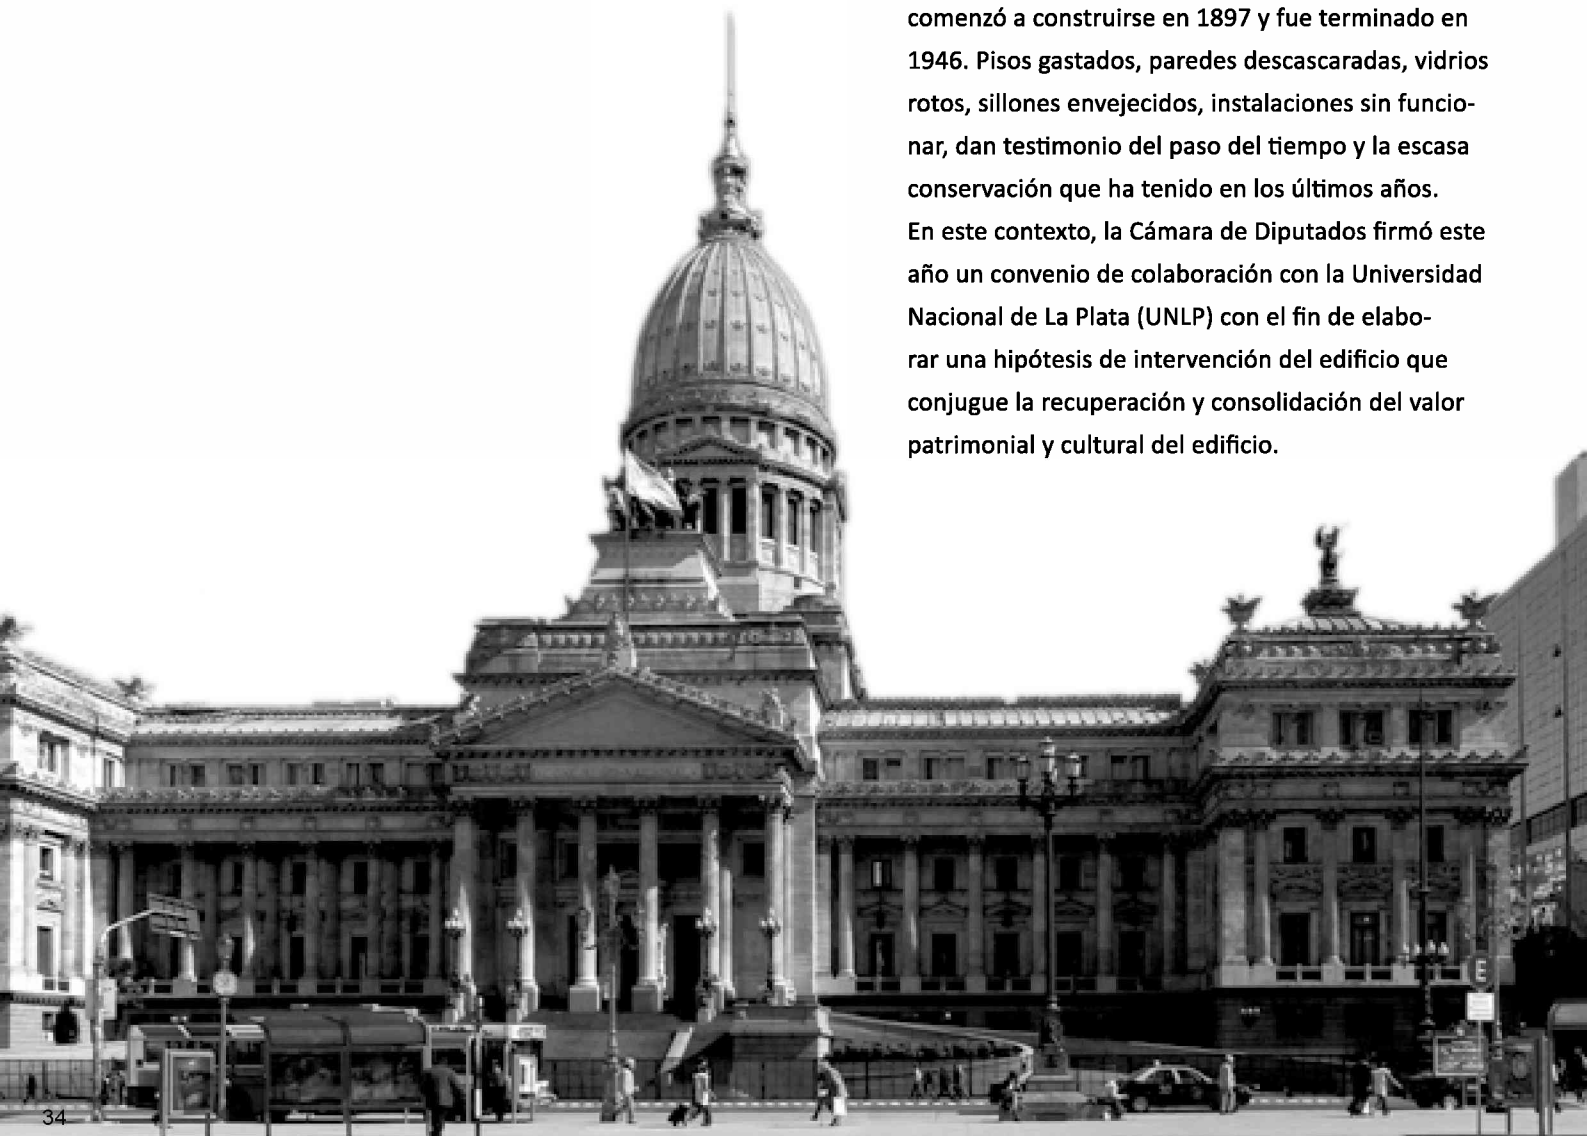 comenzó a construirse en 1897 y fue terminado en
1946. Pisos gastados, paredes descascaradas, vidrios
rotos, sillones envejecidos, instalaciones sin funcio-
nar, dan testimonio del paso del tiempo y la escasa
conservación que ha tenido en los últimos años.
En este contexto, la Cámara de Diputados firmó este
año un convenio de colaboración con la Universidad
Nacional de La Plata (UNLP) con el fin de elabo-
rar una hipótesis de intervención del edificio que
conjugue la recuperación y consolidación del valor
patrimonial y cultural del edificio.
E
34